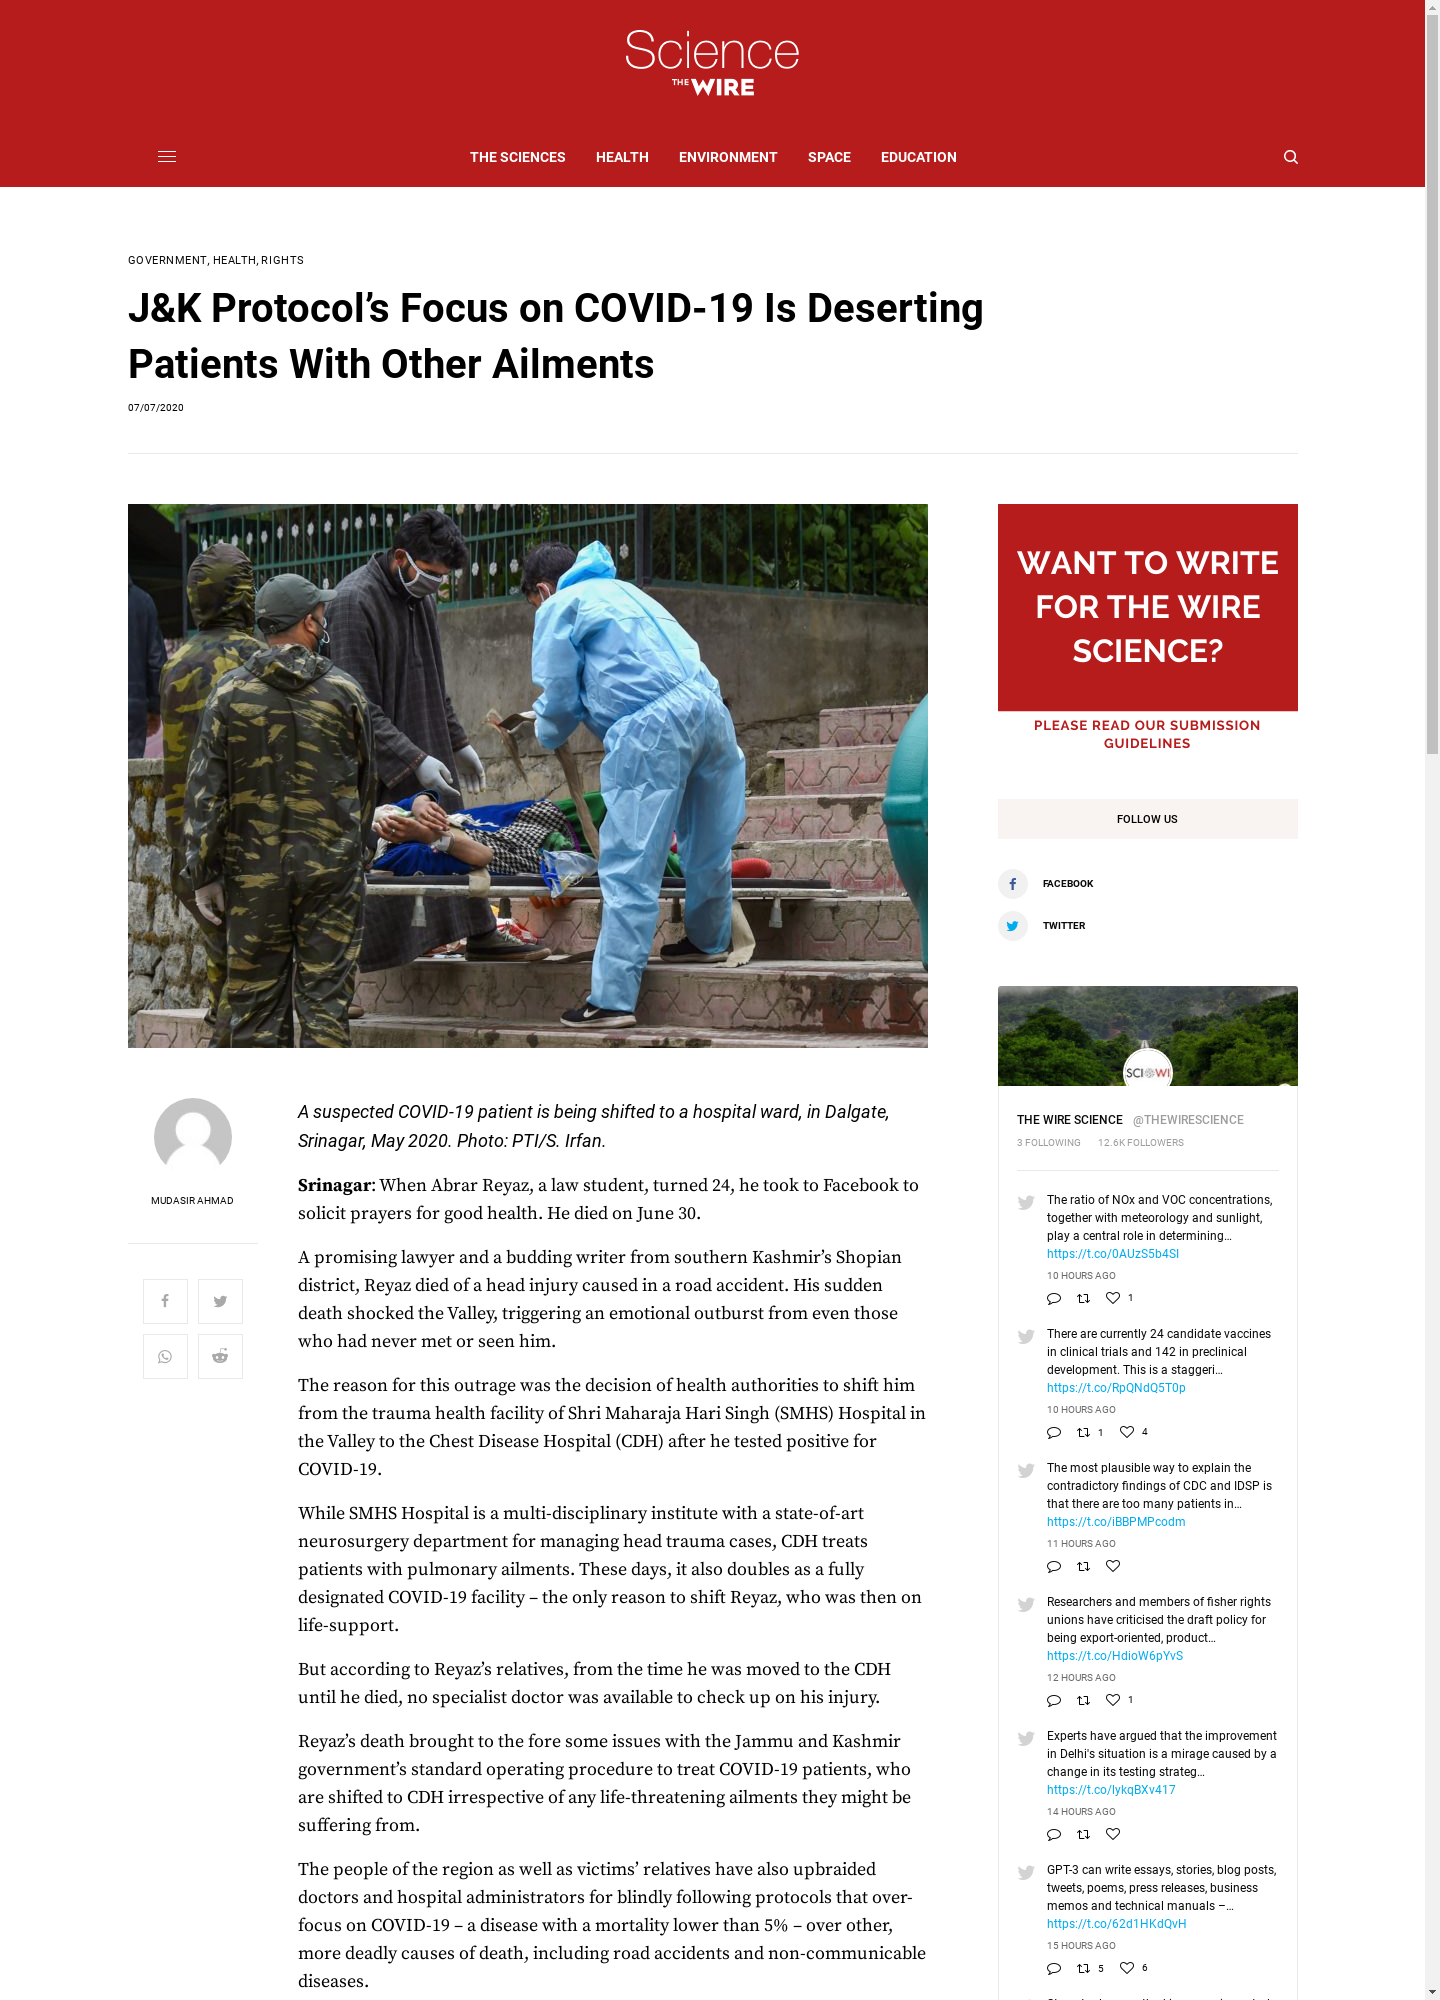 Science
THE WIRE
THE SCIENCES HEALTH ENVIRONMENT SPACE EDUCATION
GOVERNMENT, HEALTH, RIGHTS
J&K Protocol’s Focus on COVID-19 Is Deserting
Patients With Other Ailments
07/07/2020
MUDASIR AHMAD
A suspected COVID-19 patient is being shifted to a hospital ward, in Dalgate,
Srinagar, May 2020. Photo: PTI/S. Irfan.
Srinagar: When Abrar Reyaz, a law student, turned 24, he took to Facebook to
solicit prayers for good health. He died on June 30.
A promising lawyer and a budding writer from southern Kashmir’s Shopian
district, Reyaz died of a head injury caused in a road accident. His sudden
death shocked the Valley, triggering an emotional outburst from even those
who had never met or seen him.
The reason for this outrage was the decision of health authorities to shift him
from the trauma health facility of Shri Maharaja Hari Singh (SMHS) Hospital in
the Valley to the Chest Disease Hospital (CDH) after he tested positive for
COVID-19.
While SMHS Hospital is a multi-disciplinary institute with a state-of-art
neurosurgery department for managing head trauma cases, CDH treats
patients with pulmonary ailments. These days, it also doubles as a fully
designated COVID-19 facility – the only reason to shift Reyaz, who was then on
life-support.
But according to Reyaz’s relatives, from the time he was moved to the CDH
until he died, no specialist doctor was available to check up on his injury.
Reyaz’s death brought to the fore some issues with the Jammu and Kashmir
government’s standard operating procedure to treat COVID-19 patients, who
are shifted to CDH irrespective of any life-threatening ailments they might be
suffering from.
The people of the region as well as victims’ relatives have also upbraided
doctors and hospital administrators for blindly following protocols that over-
focus on COVID-19 – a disease with a mortality lower than 5% – over other,
more deadly causes of death, including road accidents and non-communicable
diseases.
WANT TO WRITE
FOR THE WIRE
SCIENCE?
PLEASE READ OUR SUBMISSION
GUIDELINES
FOLLOW US
FACEBOOK
TWITTER
SCI WI
THE WIRE SCIENCE @THEWIRESCIENCE
3 FOLLOWING 12.6K FOLLOWERS
The ratio of NOx and VOC concentrations,
together with meteorology and sunlight,
play a central role in determining…
https://t.co/0AUzS5b4SI
10 HOURS AGO
1
There are currently 24 candidate vaccines
in clinical trials and 142 in preclinical
development. This is a staggeri…
https://t.co/RpQNdQ5T0p
10 HOURS AGO
1 4
The most plausible way to explain the
contradictory findings of CDC and IDSP is
that there are too many patients in…
https://t.co/iBBPMPcodm
11 HOURS AGO
Researchers and members of fisher rights
unions have criticised the draft policy for
being export-oriented, product…
https://t.co/HdioW6pYvS
12 HOURS AGO
1
Experts have argued that the improvement
in Delhi's situation is a mirage caused by a
change in its testing strateg…
https://t.co/lykqBXv417
14 HOURS AGO
GPT-3 can write essays, stories, blog posts,
tweets, poems, press releases, business
memos and technical manuals –…
https://t.co/62d1HKdQvH
15 HOURS AGO
5 6